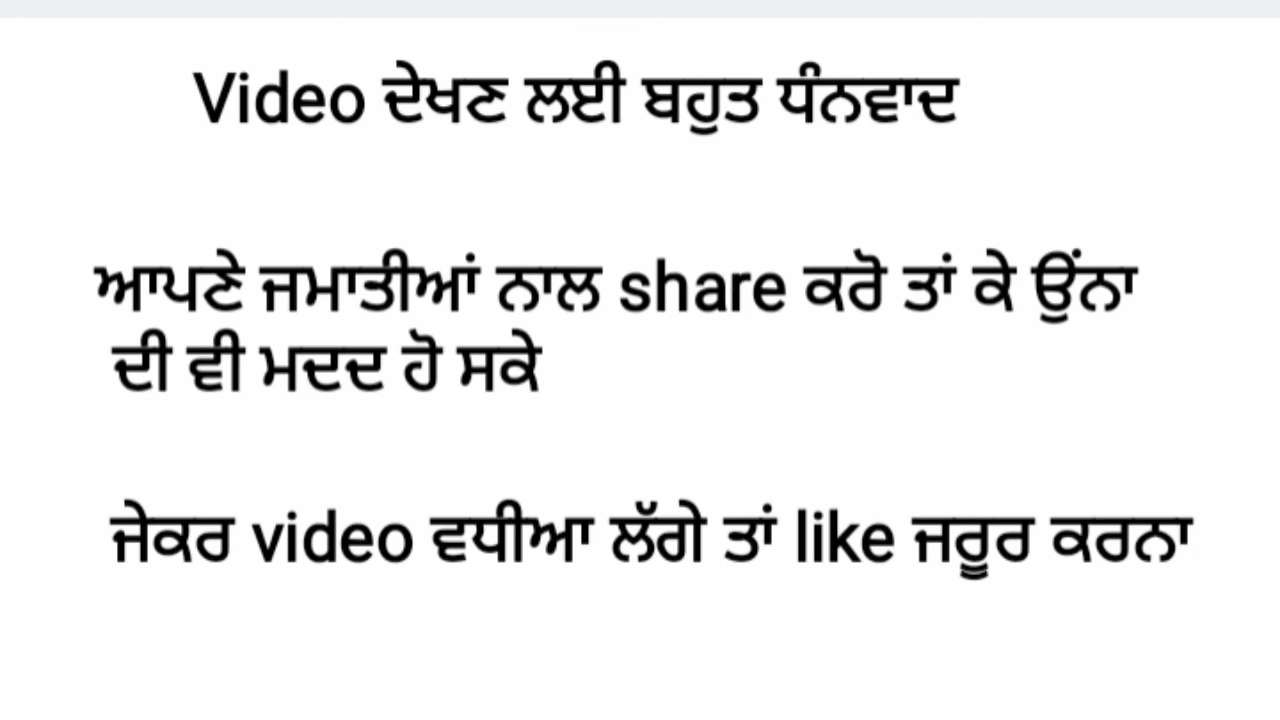 Video ਦੇਖਣ ਲਈ ਬਹੁਤ ਧੰਨਵਾਦ
ਆਪਣੇ ਜਮਾਤੀਆਂ ਨਾਲ share ਕਰੋ ਤਾਂ ਕੇ ਉਂਨਾ
ਦੀ ਵੀ ਮਦਦ ਹੋ ਸਕੇ
ਜੇਕਰ video ਵਧੀਆ ਲੱਗੇ ਤਾਂ like ਜਰੂਰ ਕਰਨਾ